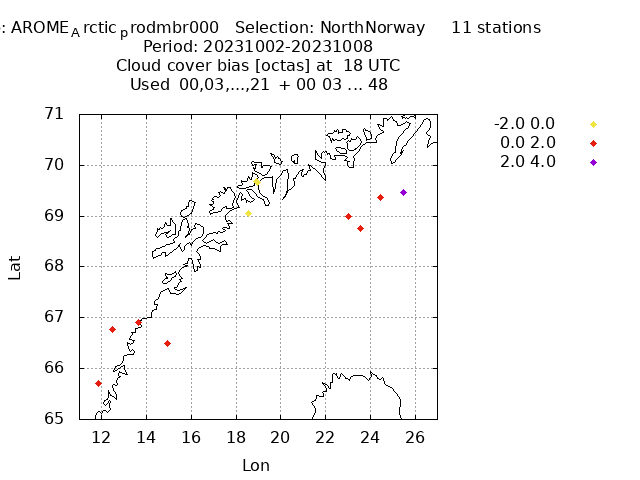 : AROME_Arctic_prodmbr000 Selection: NorthNorway 11 stations
Period: 20231002-20231008
Cloud cover bias [octas] at 18 UTC
Used 00,03,...,21 + 00 03 ... 48
-2.0 0.0
0.0 2.0
2.0 4.0
71
70
69
68
67
66
65
Lat
12 14 16 18 20 22 24 26
Lon